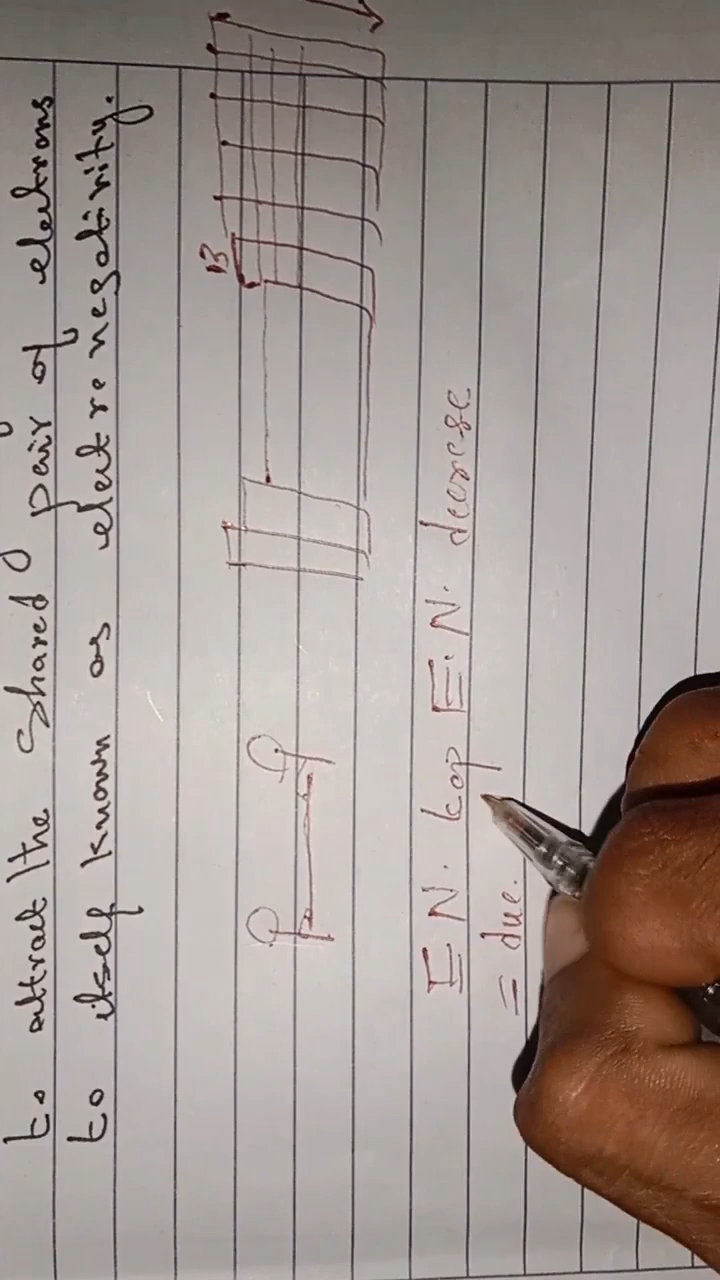 to attract the shared pair of electrons
to itself known as electronegativity.
13
E N. top E.N. decrese
= due.